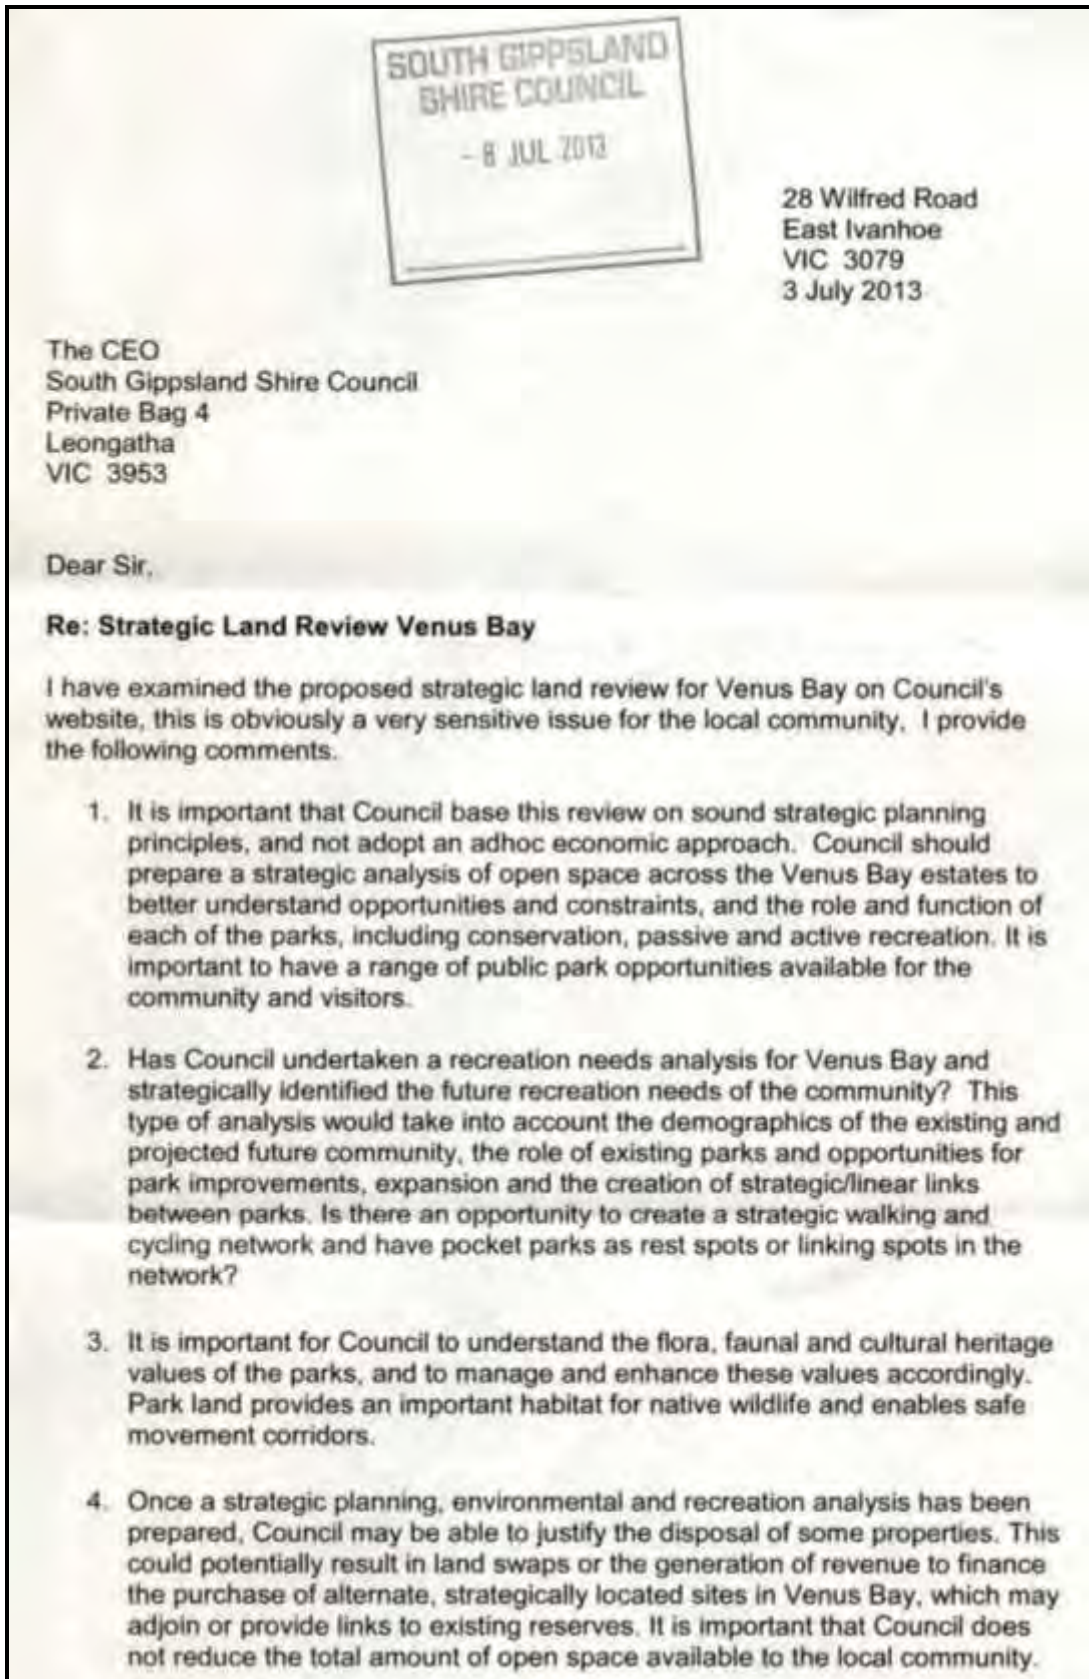 SOUTH GIPPSLAND
SHIRE COUNCIL
- 8 JUL 2013
28 Wilfred Road
East Ivanhoe
VIC 3079
3 July 2013
The CEO
South Gippsland Shire Council
Private Bag 4
Leongatha
VIC 3953
Dear Sir,
Re: Strategic Land Review Venus Bay
I have examined the proposed strategic land review for Venus Bay on Council's
website, this is obviously a very sensitive issue for the local community. I provide
the following comments.
1. It is important that Council base this review on sound strategic planning
principles, and not adopt an adhoc economic approach. Council should
prepare a strategic analysis of open space across the Venus Bay estates to
better understand opportunities and constraints, and the role and function of
each of the parks, including conservation, passive and active recreation. It is
important to have a range of public park opportunities available for the
community and visitors.
2. Has Council undertaken a recreation needs analysis for Venus Bay and
strategically identified the future recreation needs of the community? This
type of analysis would take into account the demographics of the existing and
projected future community, the role of existing parks and opportunities for
park improvements, expansion and the creation of strategic/linear links
between parks. Is there an opportunity to create a strategic walking and
cycling network and have pocket parks as rest spots or linking spots in the
network?
3. It is important for Council to understand the flora, faunal and cultural heritage
values of the parks, and to manage and enhance these values accordingly.
Park land provides an important habitat for native wildlife and enables safe
movement corridors.
4. Once a strategic planning, environmental and recreation analysis has been
prepared, Council may be able to justify the disposal of some properties. This
could potentially result in land swaps or the generation of revenue to finance
the purchase of alternate, strategically located sites in Venus Bay, which may
adjoin or provide links to existing reserves. It is important that Council does
not reduce the total amount of open space available to the local community.